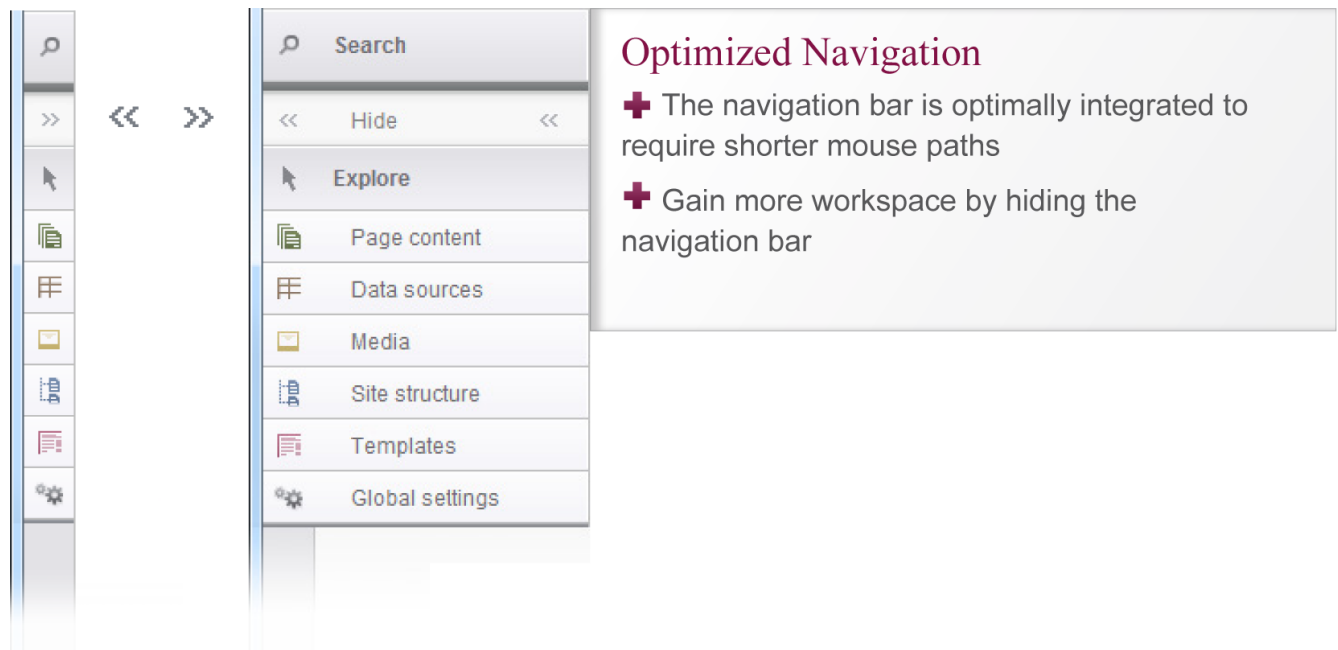 Search
Hide
Explore
Page content
Data sources
Media
Site structure
Templates
Global settings
Optimized Navigation
The navigation bar is optimally integrated to
require shorter mouse paths
Gain more workspace by hiding the
navigation bar